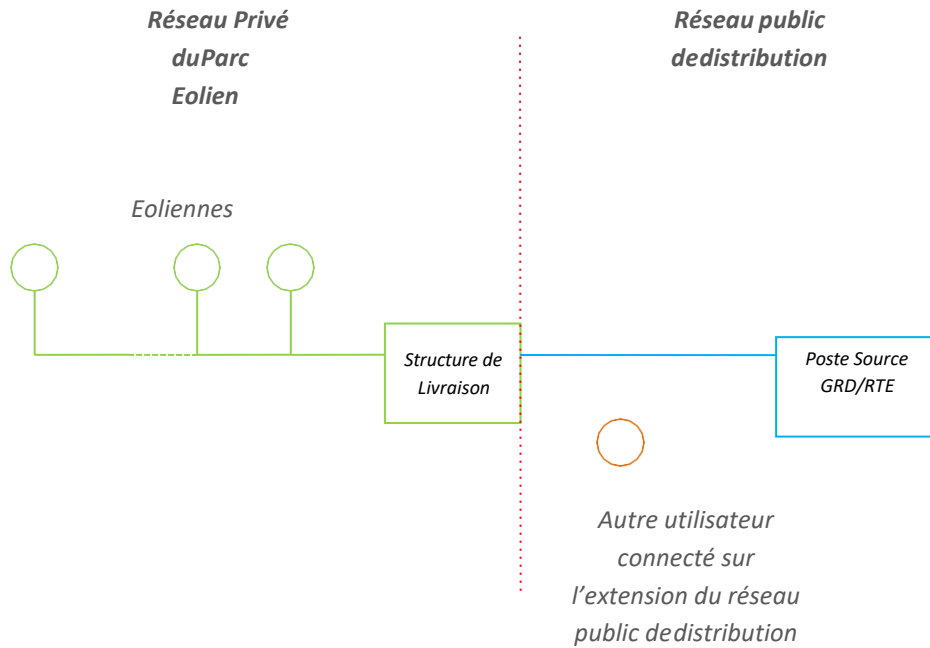 Réseau Privé
duParc
Eolien
Réseau public
dedistribution
Eoliennes
Structure de
Livraison
Poste Source
GRD/RTE
Autre utilisateur
connecté sur
l’extension du réseau
public dedistribution